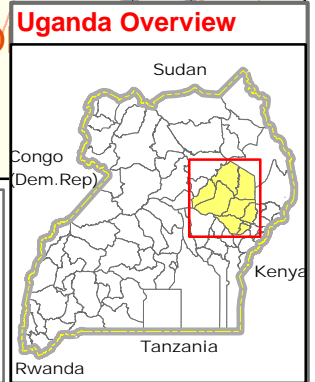 Uganda Overview
Sudan
Congo
(Dem.Rep)
Kenya
Tanzania
Rwanda